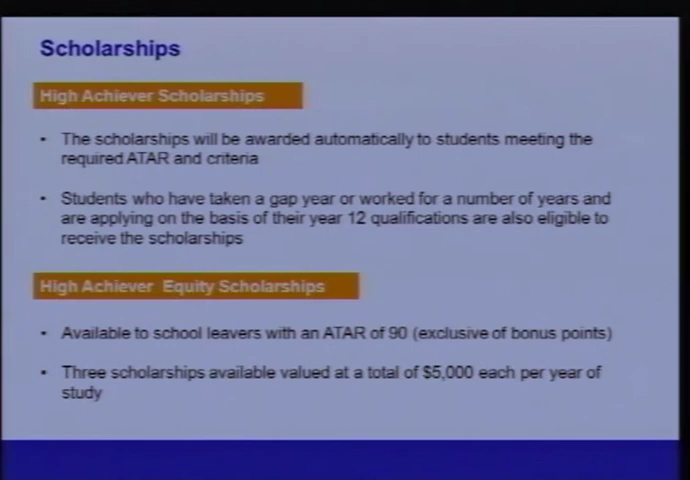 Scholarships
High Achiever Scholarships
• The scholarships will be awarded automatically to students meeting the
required ATAR and criteria
• Students who have taken a gap year or worked for a number of years and
are applying on the basis of their year 12 qualifications are also eligible to
receive the scholarships
High Achiever Equity Scholarships
• Available to school leavers with an ATAR of 90 (exclusive of bonus points)
• Three scholarships available valued at a total of $5,000 each per year of
study